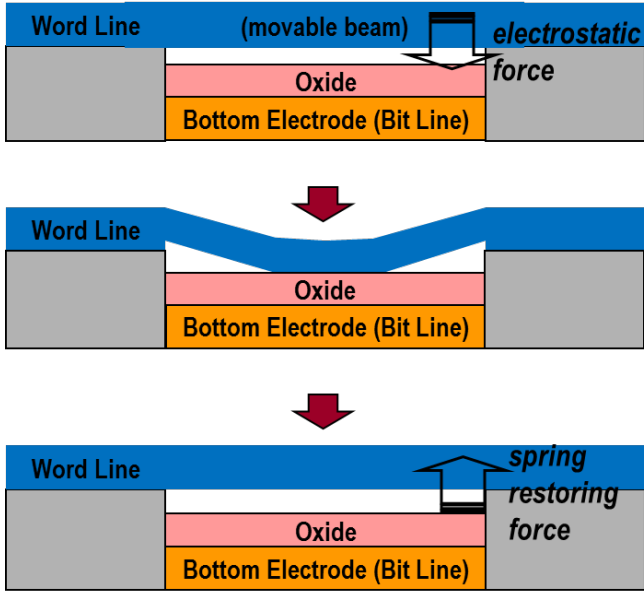 Word Line
(movable beam)
electrostatic
force
Oxide
Bottom Electrode (Bit Line)
Word Line
Oxide
Bottom Electrode (Bit Line)
Word Line
spring
restoring
force
Oxide
Bottom Electrode (Bit Line)